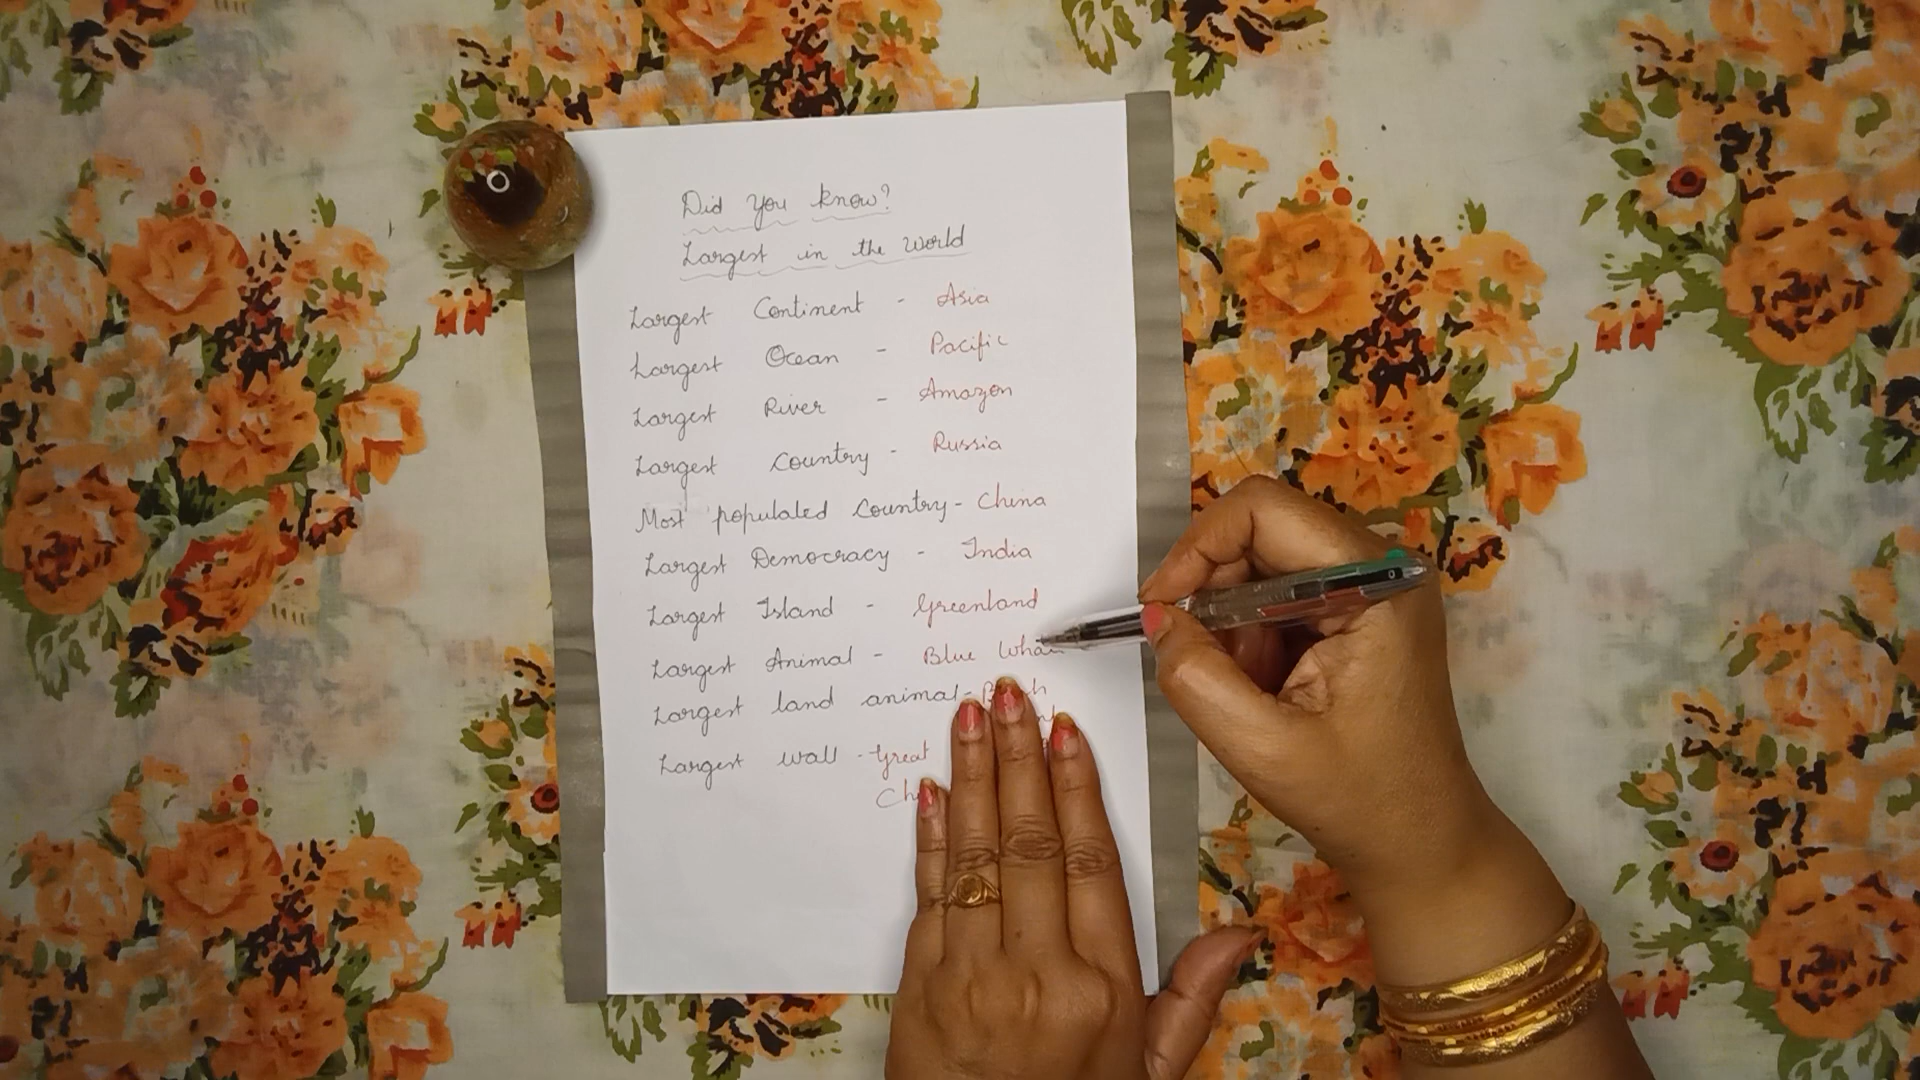 Did you know?
Largest in the world
Largest Continent - Asia
Largest Ocean - Pacific
Largest River - Amazon
Largest Country - Russia
Most populated Country - China
Largest Democracy - India
Largest Island - Greenland
Largest Animal - Blue
Largest land animal -
Largest wall - Great